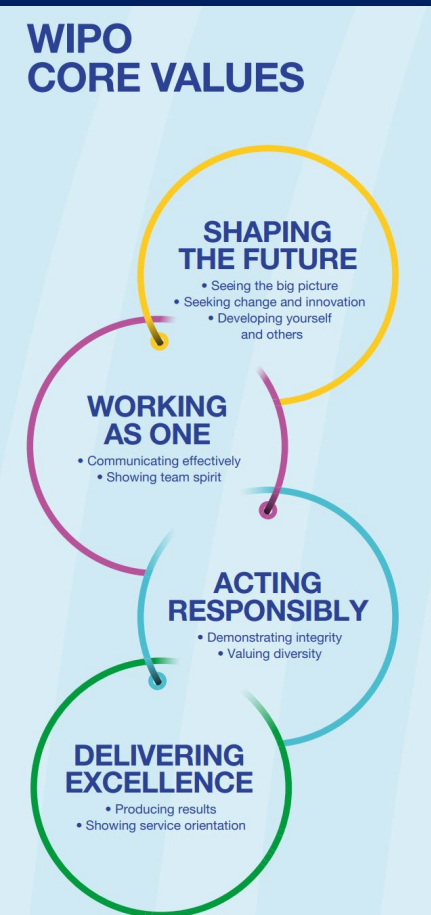 WIPO
CORE VALUES
SHAPING
THE FUTURE
• Seeing the big picture
• Seeking change and innovation
• Developing yourself
and others
WORKING
AS ONE
• Communicating effectively
• Showing team spirit
ACTING
RESPONSIBLY
• Demonstrating integrity
• Valuing diversity
DELIVERING
EXCELLENCE
• Producing results
• Showing service orientation